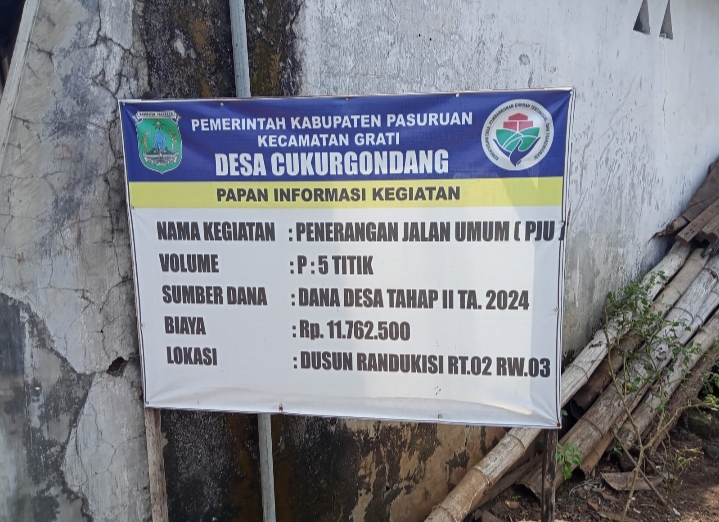 PEMERINTAH KABUPATEN PASURUAN
KECAMATAN GRATI
DESA CUKURGONDANG
PAPAN INFORMASI KEGIATAN
NAMA KEGIATAN : PENERANGAN JALAN UMUM ( PJU )
VOLUME : P : 5 TITIK
SUMBER DANA : DANA DESA TAHAP II TA. 2024
BIAYA : Rp. 11.762.500
LOKASI : DUSUN RANDUKISI RT.02 RW.03